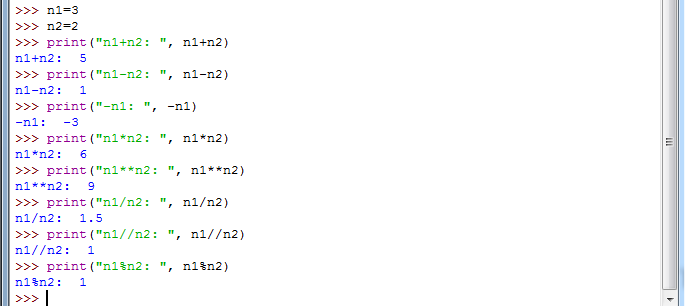 >>> n1=3
>>> n2=2
>>> print("n1+n2: ", n1+n2)
n1+n2:  5
>>> print("n1-n2: ", n1-n2)
n1-n2:  1
>>> print("-n1: ", -n1)
-n1:  -3
>>> print("n1*n2: ", n1*n2)
n1*n2:  6
>>> print("n1**n2: ", n1**n2)
n1**n2:  9
>>> print("n1/n2: ", n1/n2)
n1/n2:  1.5
>>> print("n1//n2: ", n1//n2)
n1//n2:  1
>>> print("n1%n2: ", n1%n2)
n1%n2:  1
>>>